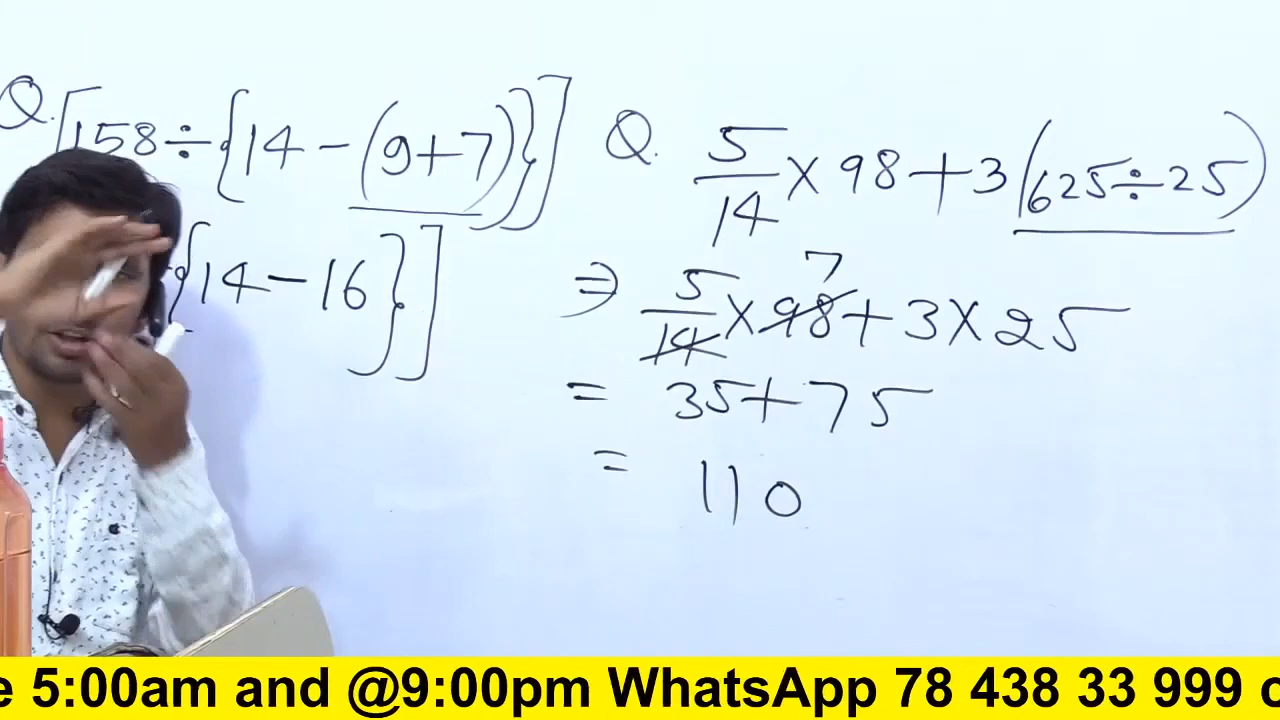 Q. [158÷{14-(9+7)}]
{14-16}]
Q. 5/14 × 98 + 3(625÷25)
⇒ 5/14 × 98 7 + 3×25
= 35+75
= 110
5:00am and @9:00pm WhatsApp 78 438 33 999